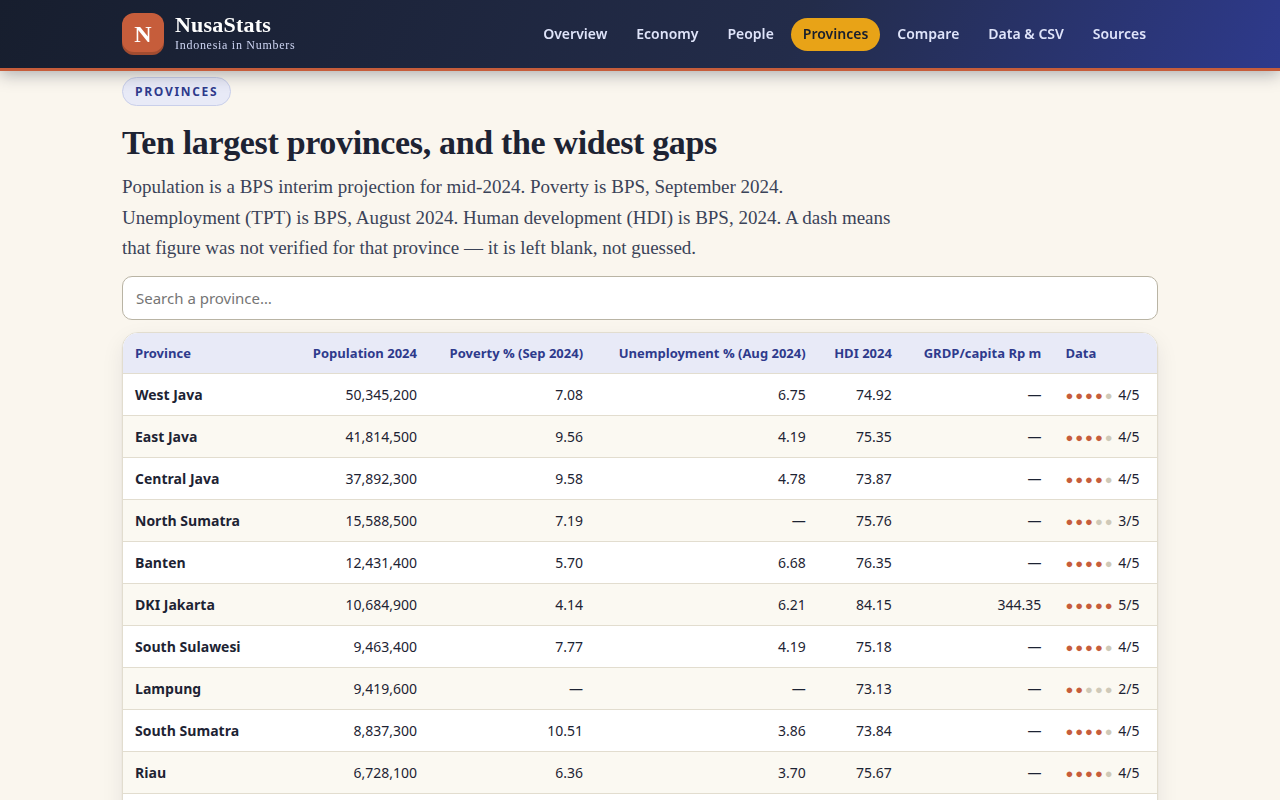 N
NusaStats
Indonesia in Numbers
Overview Economy People Provinces Compare Data & CSV Sources
PROVINCES
Ten largest provinces, and the widest gaps
Population is a BPS interim projection for mid-2024. Poverty is BPS, September 2024.
Unemployment (TPT) is BPS, August 2024. Human development (HDI) is BPS, 2024. A dash means
that figure was not verified for that province — it is left blank, not guessed.
Search a province...
Province Population 2024 Poverty % (Sep 2024) Unemployment % (Aug 2024) HDI 2024 GRDP/capita Rp m Data
West Java 50,345,200 7.08 6.75 74.92 — 4/5
East Java 41,814,500 9.56 4.19 75.35 — 4/5
Central Java 37,892,300 9.58 4.78 73.87 — 4/5
North Sumatra 15,588,500 7.19 — 75.76 — 3/5
Banten 12,431,400 5.70 6.68 76.35 — 4/5
DKI Jakarta 10,684,900 4.14 6.21 84.15 344.35 5/5
South Sulawesi 9,463,400 7.77 4.19 75.18 — 4/5
Lampung 9,419,600 — — 73.13 — 2/5
South Sumatra 8,837,300 10.51 3.86 73.84 — 4/5
Riau 6,728,100 6.36 3.70 75.67 — 4/5